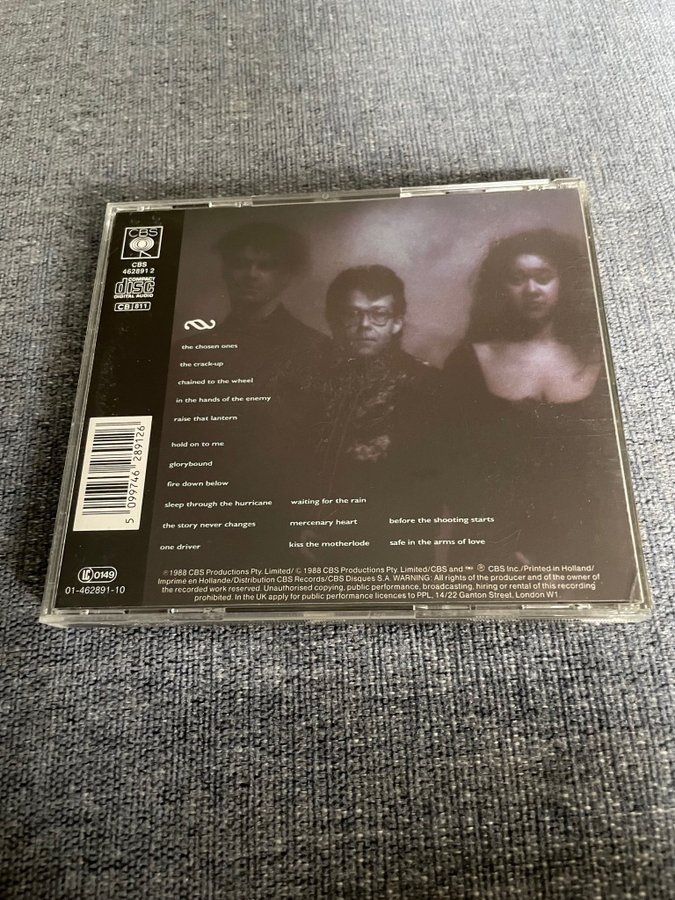 CBS
CBS
462891 2
COMPACT
disc
DIGITAL AUDIO
CB 811
the chosen ones
the crack-up
chained to the wheel
in the hands of the enemy
raise that lantern
hold on to me
glorybound
fire down below
sleep through the hurricane waiting for the rain
the story never changes mercenary heart before the shooting starts
one driver kiss the motherlode safe in the arms of love
5 099746 289126
LC 0149
01-462891-10
℗ 1988 CBS Productions Pty. Limited/ © 1988 CBS Productions Pty. Limited/CBS and ® CBS Inc./Printed in Holland/
Imprimé en Hollande/Distribution CBS Records/CBS Disques S.A. WARNING: All rights of the producer and of the owner of
the recorded work reserved. Unauthorised copying, public performance, broadcasting, hiring or rental of this recording
prohibited. In the UK apply for public performance licences to PPL, 14/22 Ganton Street, London W1.